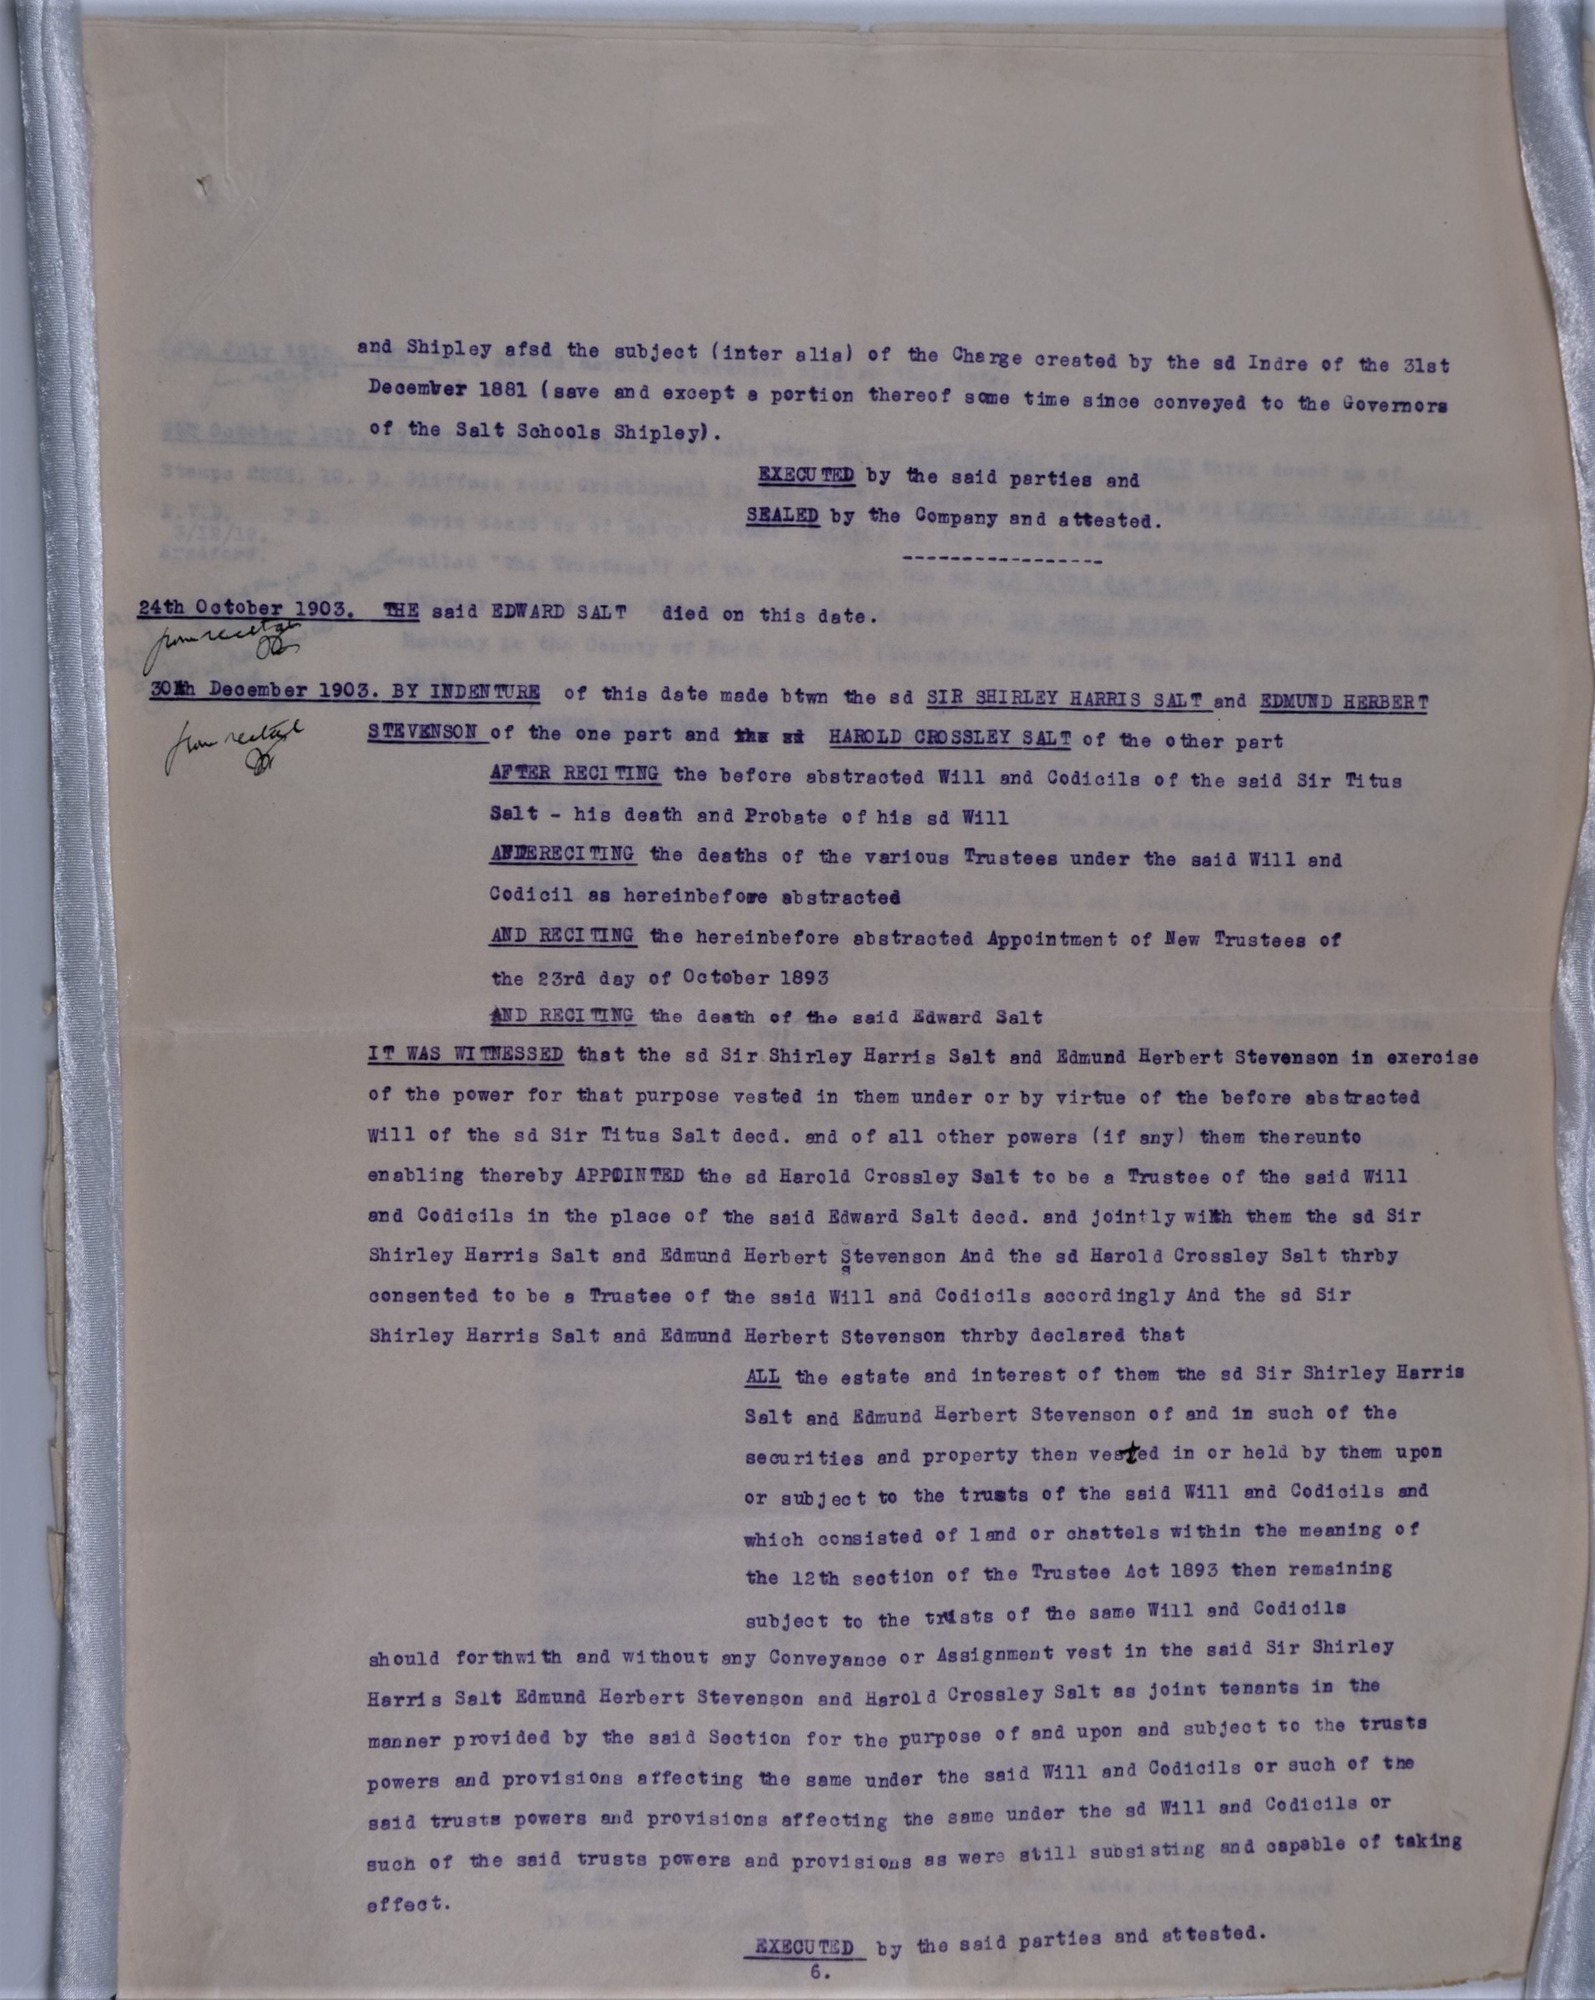 and Shipley afsd the subject (inter alia) of the Charge created by the sd Indre of the 31st
December 1881 (save and except a portion thereof some time since conveyed to the Governors
of the Salt Schools Shipley).
EXECUTED by the said parties and
SEALED by the Company and attested.
-----------------
24th October 1903. THE said EDWARD SALT died on this date.
from recital
30th December 1903. BY INDENTURE of this date made btwn the sd SIR SHIRLEY HARRIS SALT and EDMUND HERBERT
from recital
STEVENSON of the one part and the sd HAROLD CROSSLEY SALT of the other part
AFTER RECITING the before abstracted Will and Codicils of the said Sir Titus
Salt - his death and Probate of his sd Will
AND RECITING the deaths of the various Trustees under the said Will and
Codicil as hereinbefore abstracted
AND RECITING the hereinbefore abstracted Appointment of New Trustees of
the 23rd day of October 1893
AND RECITING the death of the said Edward Salt
IT WAS WITNESSED that the sd Sir Shirley Harris Salt and Edmund Herbert Stevenson in exercise
of the power for that purpose vested in them under or by virtue of the before abstracted
Will of the sd Sir Titus Salt decd. and of all other powers (if any) them thereunto
enabling thereby APPOINTED the sd Harold Crossley Salt to be a Trustee of the said Will
and Codicils in the place of the said Edward Salt decd. and jointly with them the sd Sir
Shirley Harris Salt and Edmund Herbert Stevenson And the sd Harold Crossley Salt thrby
consented to be a Trustee of the said Will and Codicils accordingly And the sd Sir
Shirley Harris Salt and Edmund Herbert Stevenson thrby declared that
ALL the estate and interest of them the sd Sir Shirley Harris
Salt and Edmund Herbert Stevenson of and in such of the
securities and property then vested in or held by them upon
or subject to the trusts of the said Will and Codicils and
which consisted of land or chattels within the meaning of
the 12th section of the Trustee Act 1893 then remaining
subject to the trusts of the same Will and Codicils
should forthwith and without any Conveyance or Assignment vest in the said Sir Shirley
Harris Salt Edmund Herbert Stevenson and Harold Crossley Salt as joint tenants in the
manner provided by the said Section for the purpose of and upon and subject to the trusts
powers and provisions affecting the same under the said Will and Codicils or such of the
said trusts powers and provisions affecting the same under the sd Will and Codicils or
such of the said trusts powers and provisions as were still subsisting and capable of taking
effect.
EXECUTED by the said parties and attested.
6.